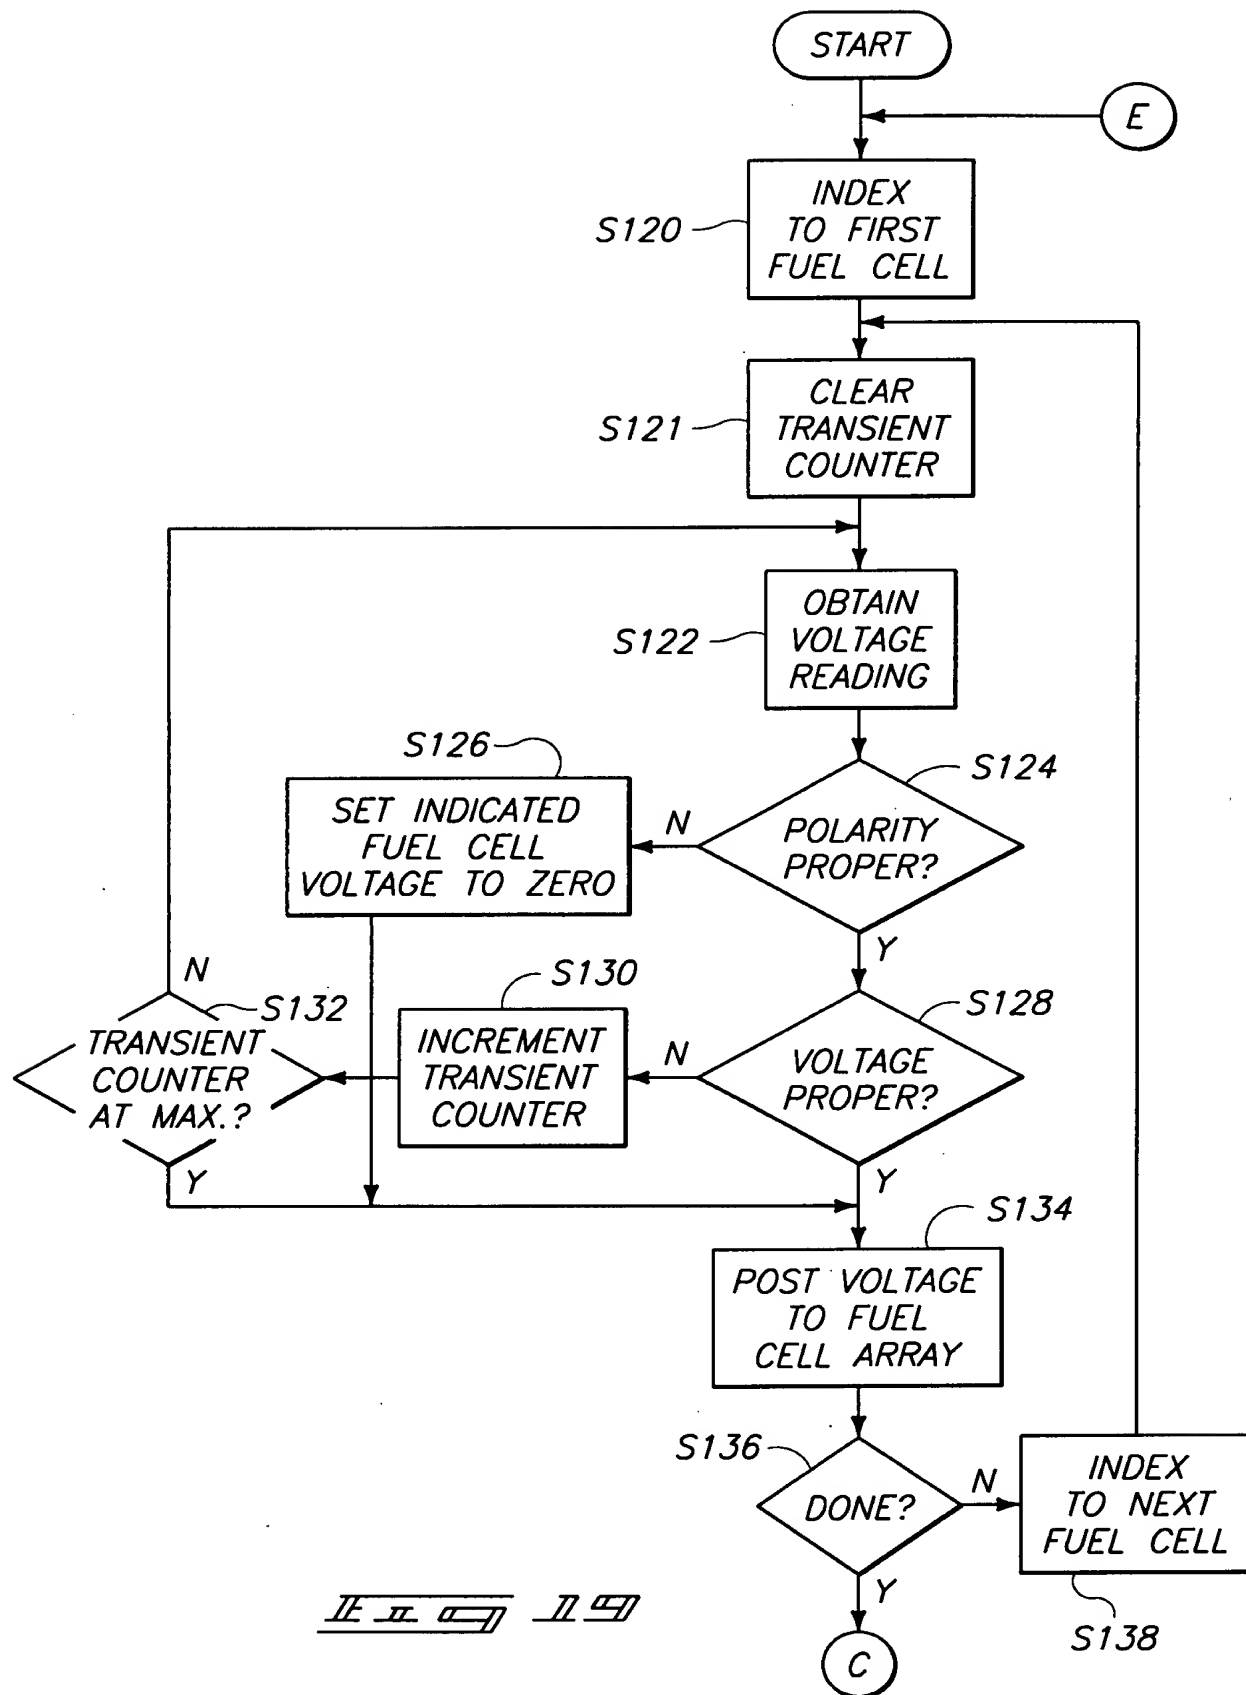 START
E
INDEX
TO FIRST
FUEL CELL
S120
CLEAR
TRANSIENT
COUNTER
S121
OBTAIN
VOLTAGE
READING
S122
S126
SET INDICATED
FUEL CELL
VOLTAGE TO ZERO
N
POLARITY
PROPER?
S124
Y
N
S132
TRANSIENT
COUNTER
AT MAX.?
Y
S130
INCREMENT
TRANSIENT
COUNTER
N
VOLTAGE
PROPER?
S128
Y
S134
POST VOLTAGE
TO FUEL
CELL ARRAY
S136
DONE?
N
INDEX
TO NEXT
FUEL CELL
S138
Y
C
FIG 19